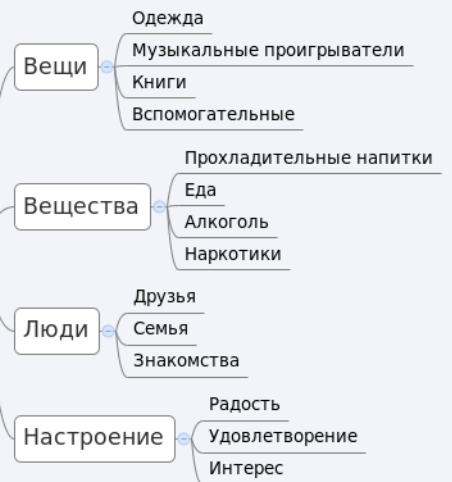 Вещи
Одежда
Музыкальные проигрыватели
Книги
Вспомогательные
Вещества
Прохладительные напитки
Еда
Алкоголь
Наркотики
Люди
Друзья
Семья
Знакомства
Настроение
Радость
Удовлетворение
Интерес